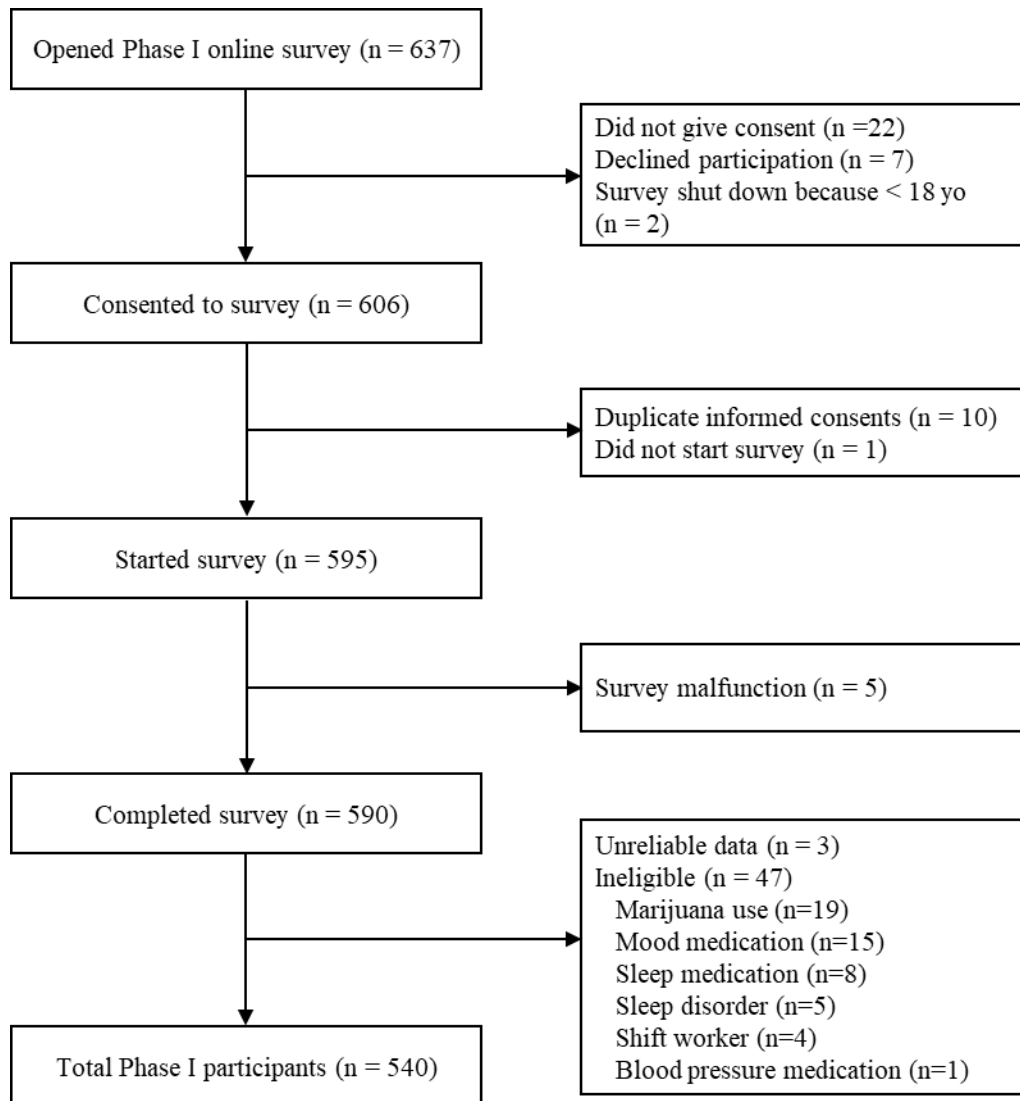 Opened Phase I online survey (n = 637)
Did not give consent (n =22)
Declined participation (n = 7)
Survey shut down because < 18 yo
(n = 2)
Consented to survey (n = 606)
Duplicate informed consents (n = 10)
Did not start survey (n = 1)
Started survey (n = 595)
Survey malfunction (n = 5)
Completed survey (n = 590)
Unreliable data (n = 3)
Ineligible (n = 47)
Marijuana use (n=19)
Mood medication (n=15)
Sleep medication (n=8)
Sleep disorder (n=5)
Shift worker (n=4)
Blood pressure medication (n=1)
Total Phase I participants (n = 540)